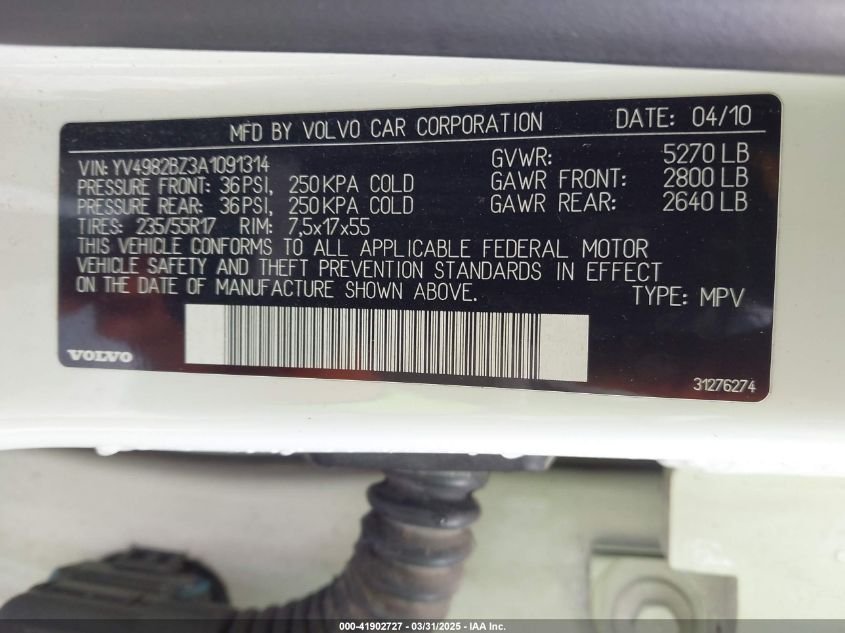 MFD BY VOLVO CAR CORPORATION DATE: 04/10
VIN: YV4982BZ3A1091314 GVWR: 5270 LB
PRESSURE FRONT: 36PSI, 250KPA COLD GAWR FRONT: 2800 LB
PRESSURE REAR: 36PSI, 250KPA COLD GAWR REAR: 2640 LB
TIRES: 235/55R17 RIM: 7,5x17x55
THIS VEHICLE CONFORMS TO ALL APPLICABLE FEDERAL MOTOR
VEHICLE SAFETY AND THEFT PREVENTION STANDARDS IN EFFECT
ON THE DATE OF MANUFACTURE SHOWN ABOVE. TYPE: MPV
VOLVO 31276274
000-41902727 - 03/31/2025 - IAA Inc.